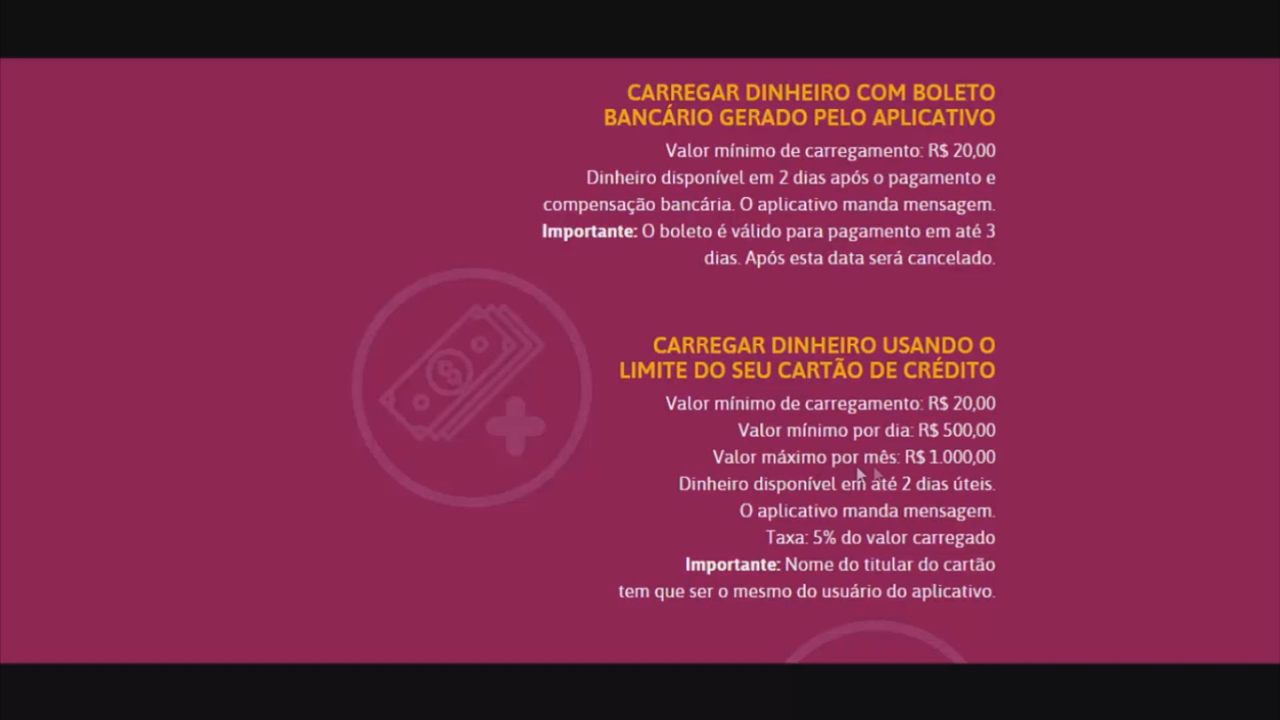 CARREGAR DINHEIRO COM BOLETO
BANCÁRIO GERADO PELO APLICATIVO
Valor mínimo de carregamento: R$ 20,00
Dinheiro disponível em 2 dias após o pagamento e
compensação bancária. O aplicativo manda mensagem.
Importante: O boleto é válido para pagamento em até 3
dias. Após esta data será cancelado.
CARREGAR DINHEIRO USANDO O
LIMITE DO SEU CARTÃO DE CRÉDITO
Valor mínimo de carregamento: R$ 20,00
Valor mínimo por dia: R$ 500,00
Valor máximo por mês: R$ 1.000,00
Dinheiro disponível em até 2 dias úteis.
O aplicativo manda mensagem.
Taxa: 5% do valor carregado
Importante: Nome do titular do cartão
tem que ser o mesmo do usuário do aplicativo.